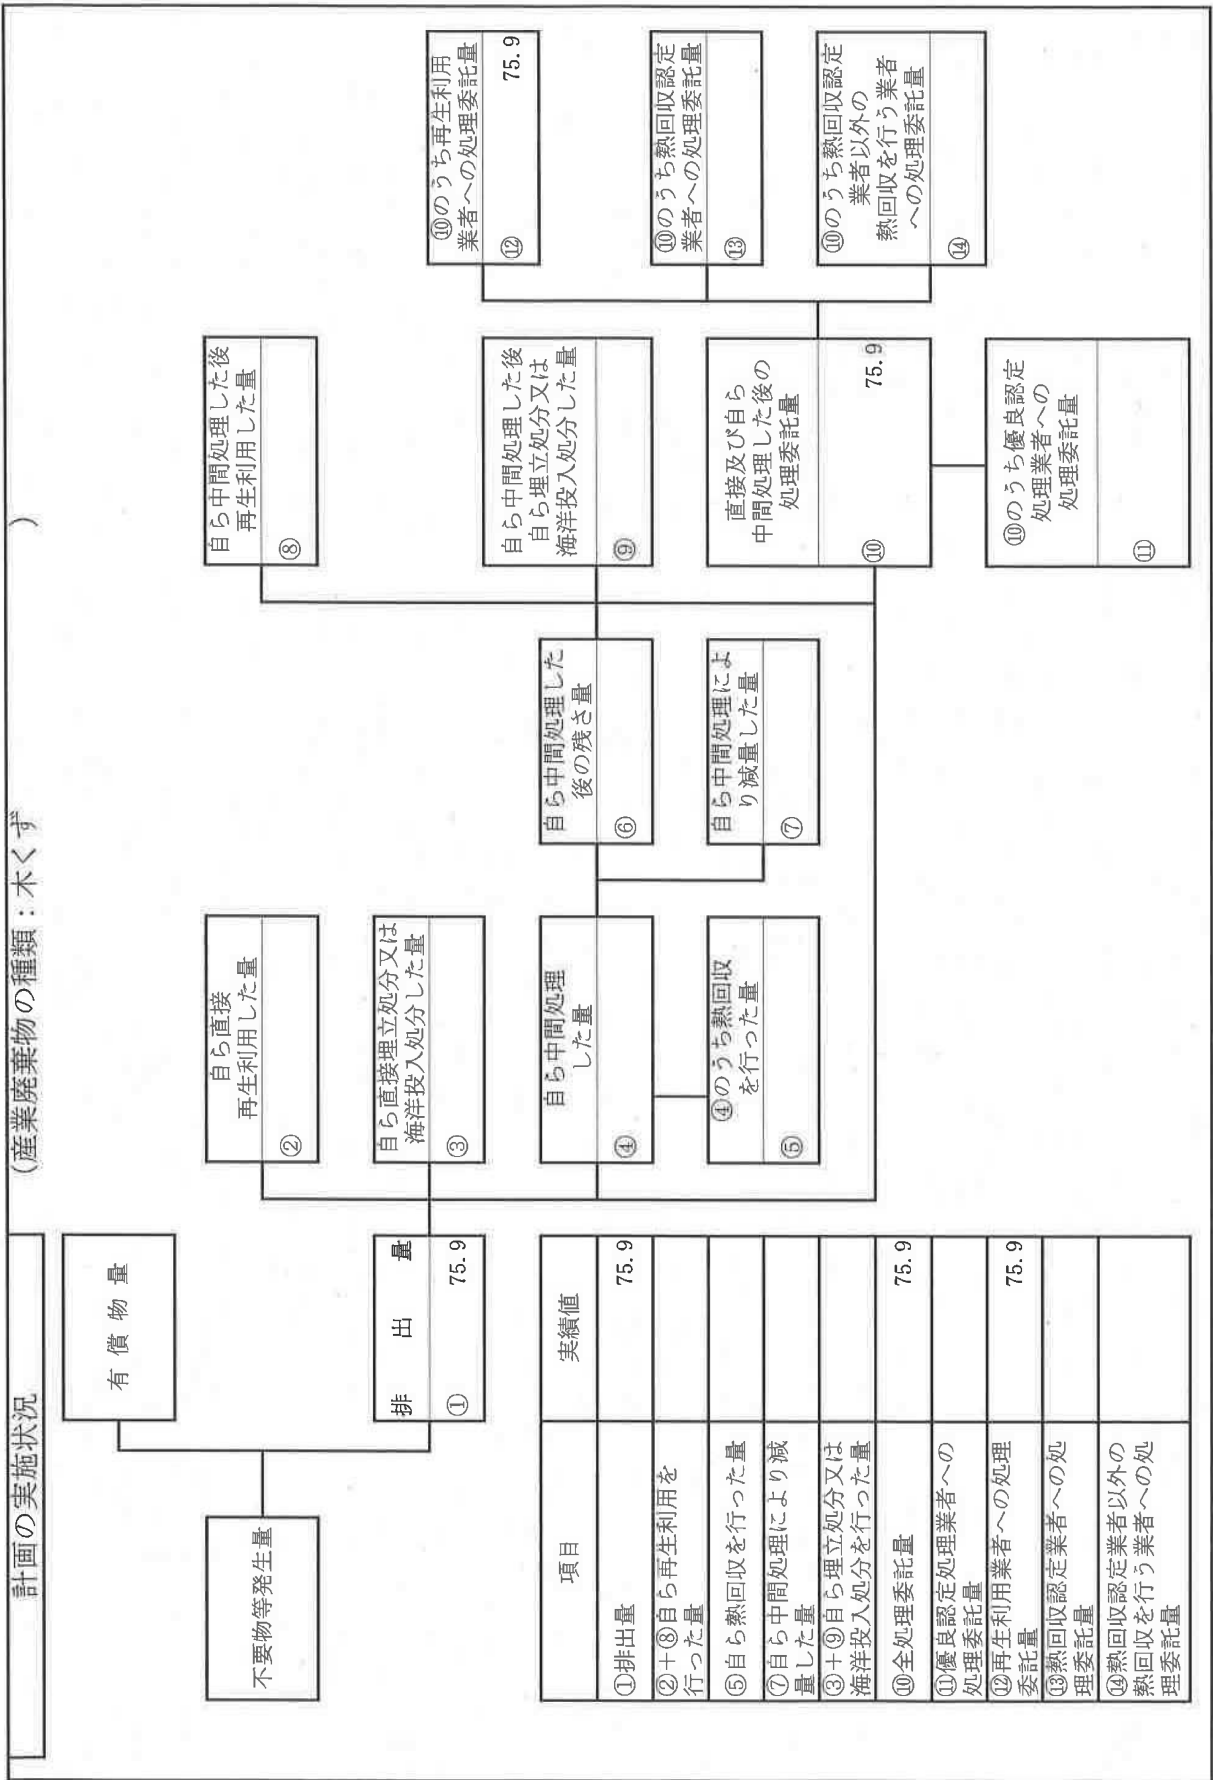 計画の実施状況
（産業廃棄物の種類：木くず　　　　　）
有 償 物 量
不要物等発生量
排 出 量
① 75.9
自ら直接
再生利用した量
②
自ら直接埋立処分又は
海洋投入処分した量
③
自ら中間処理
した量
④
④のうち熱回収
を行った量
⑤
自ら中間処理した
後の残さ量
⑥
自ら中間処理によ
り減量した量
⑦
自ら中間処理した後
再生利用した量
⑧
自ら中間処理した後
自ら埋立処分又は
海洋投入処分した量
⑨
直接及び自ら
中間処理した後の
処理委託量
⑩ 75.9
⑩のうち優良認定
処理業者への
処理委託量
⑪
⑩のうち再生利用
業者への処理委託量
⑫ 75.9
⑩のうち熱回収認定
業者への処理委託量
⑬
⑩のうち熱回収認定
業者以外の
熱回収を行う業者
への処理委託量
⑭
項目 実績値
①排出量 75.9
②＋⑧自ら再生利用を
行った量
⑤自ら熱回収を行った量
⑦自ら中間処理により減
量した量
③＋⑨自ら埋立処分又は
海洋投入処分を行った量
⑩全処理委託量 75.9
⑪優良認定処理業者への
処理委託量
⑫再生利用業者への処理
委託量 75.9
⑬熱回収認定業者への処
理委託量
⑭熱回収認定業者以外の
熱回収を行う業者への処
理委託量